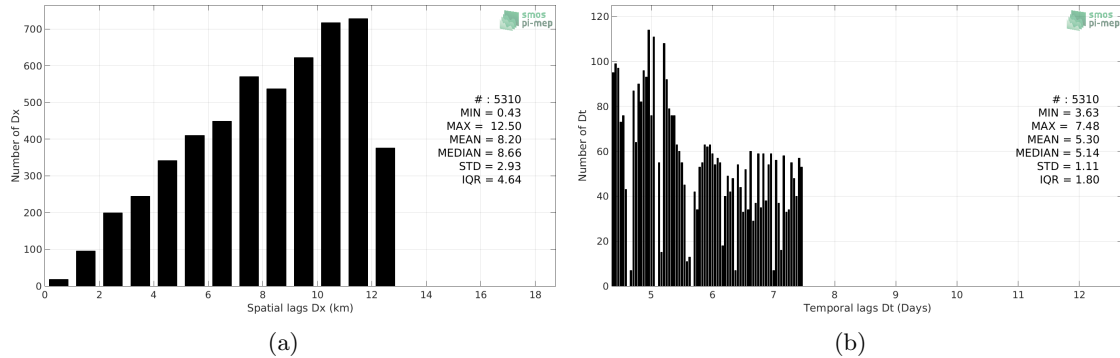 700
600
500
400
300
200
100
0
Number of Dx
smos
pi-mep
# : 5310
MIN = 0.43
MAX = 12.50
MEAN = 8.20
MEDIAN = 8.66
STD = 2.93
IQR = 4.64
0 2 4 6 8 10 12 14 16 18
Spatial lags Dx (km)
(a)
120
100
80
60
40
20
0
Number of Dt
smos
pi-mep
# : 5310
MIN = 3.63
MAX = 7.48
MEAN = 5.30
MEDIAN = 5.14
STD = 1.11
IQR = 1.80
5 6 7 8 9 10 11 12
Temporal lags Dt (Days)
(b)